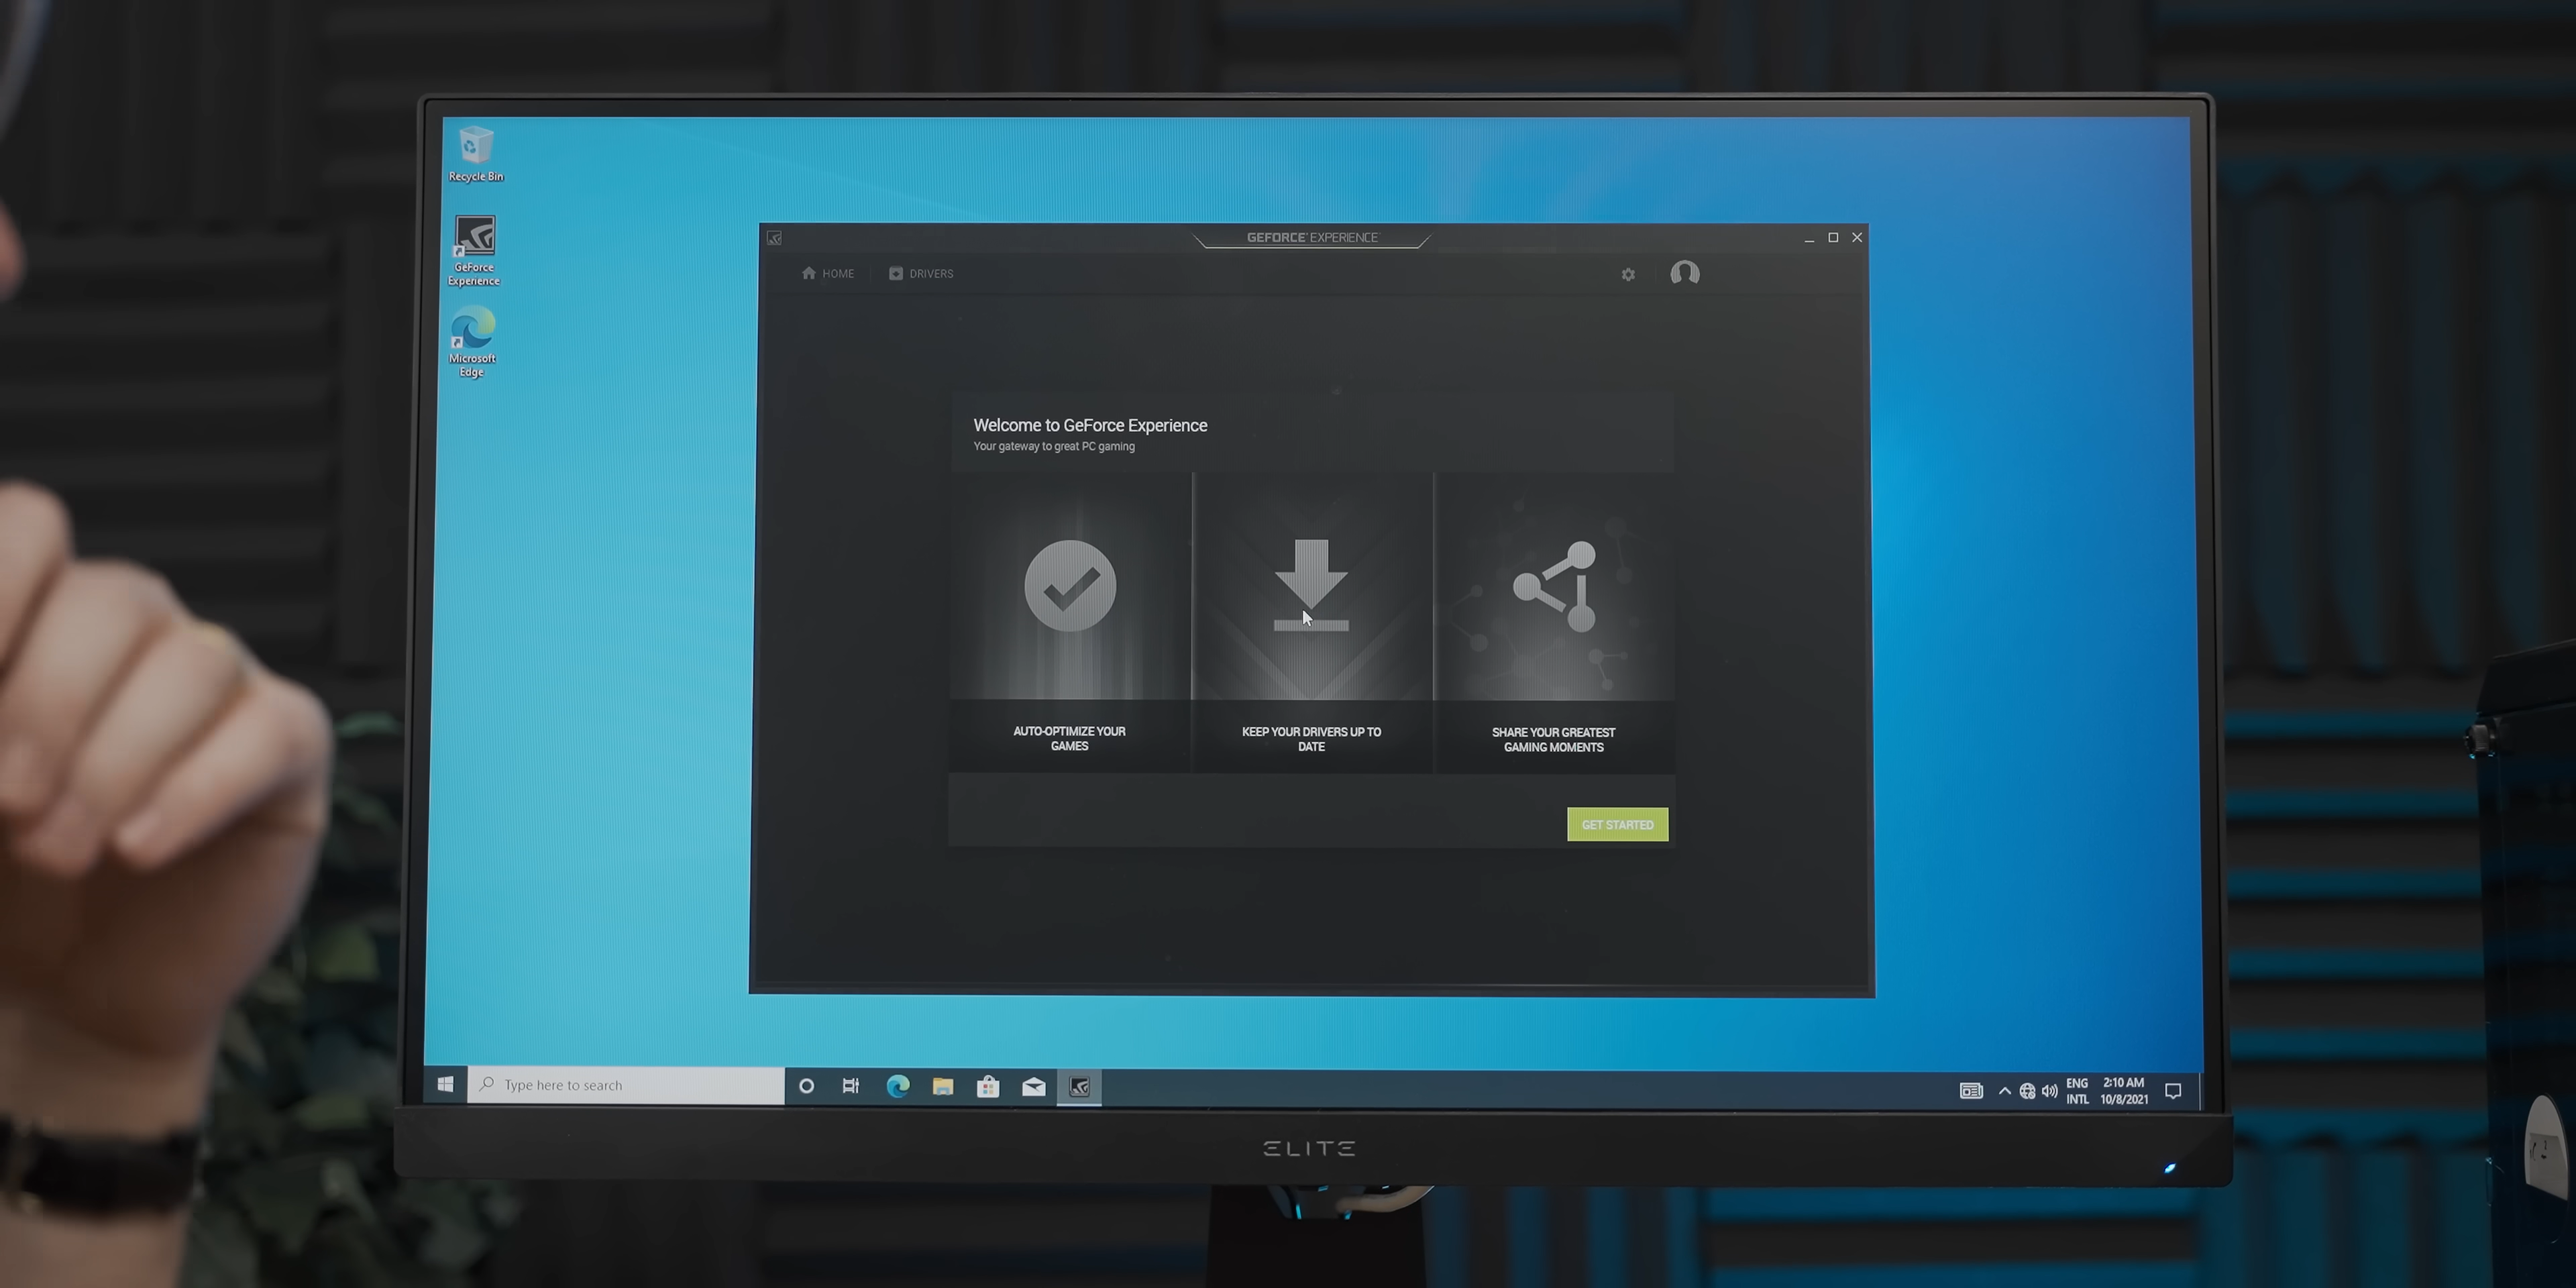 Recycle Bin
GeForce
Experience
Microsoft
Edge
GEFORCE EXPERIENCE
HOME
DRIVERS
Welcome to GeForce Experience
Your gateway to great PC gaming
AUTO-OPTIMIZE YOUR
GAMES
KEEP YOUR DRIVERS UP TO
DATE
SHARE YOUR GREATEST
GAMING MOMENTS
GET STARTED
Type here to search
ENG
INTL
2:10 AM
10/8/2021
ELITE